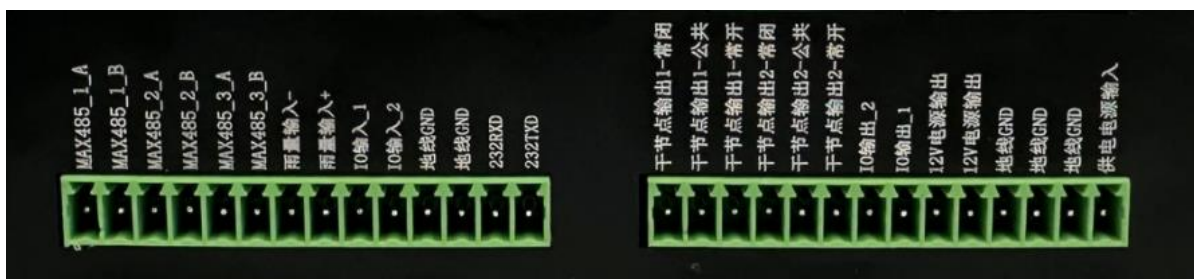 MAX485_1_A
MAX485_1_B
MAX485_2_A
MAX485_2_B
MAX485_3_A
MAX485_3_B
雨量输入-
雨量输入+
IO输入_1
IO输入_2
地线GND
地线GND
232RXD
232TXD
干节点输出1-常闭
干节点输出1-公共
干节点输出1-常开
干节点输出2-常闭
干节点输出2-公共
干节点输出2-常开
IO输出_2
IO输出_1
12V电源输出
12V电源输出
地线GND
地线GND
地线GND
供电电源输入